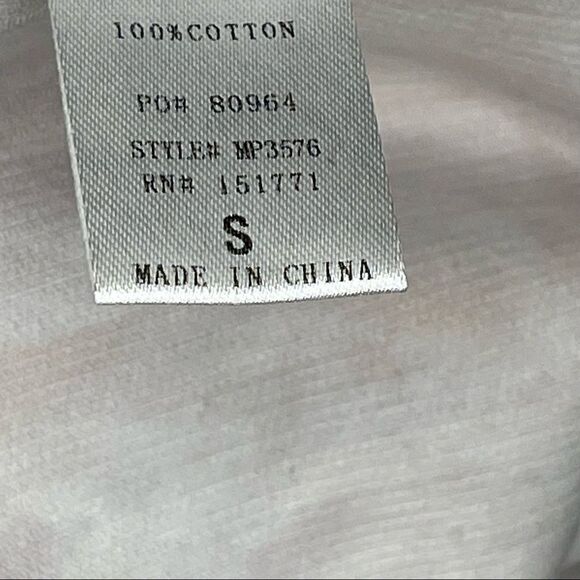 100%COTTON
PO# 80964
STYLE# MP3576
RN# 151771
S
MADE IN CHINA